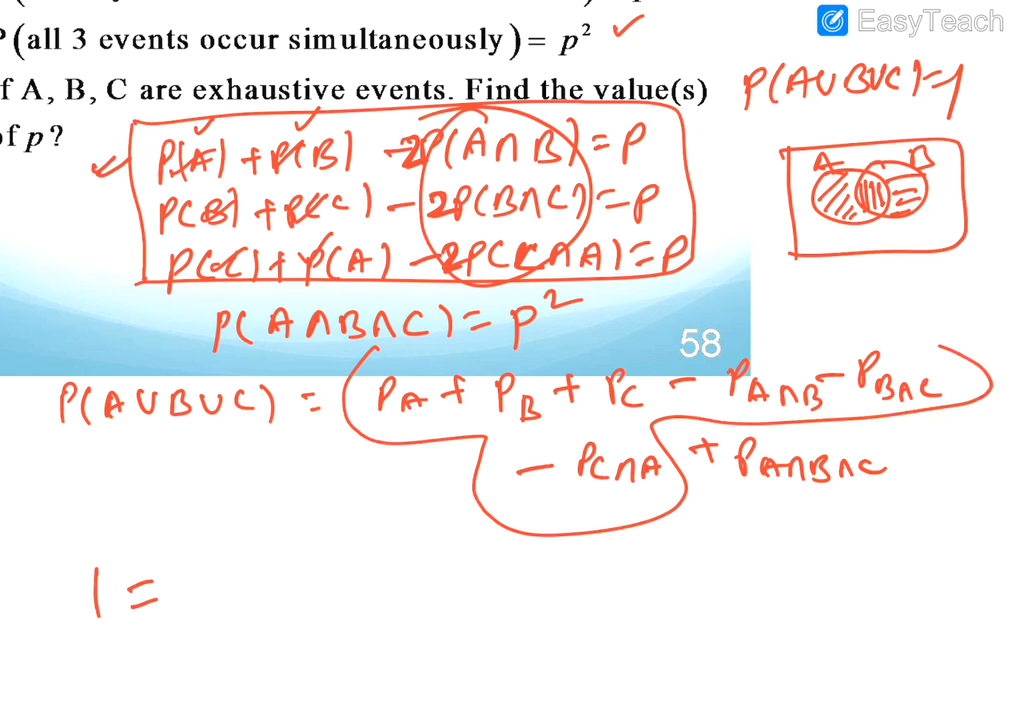 EasyTeach
P(all 3 events occur simultaneously) = p²
f A, B, C are exhaustive events. Find the value(s)
of p?
P(A∪B∪C)=1
P(A) + P(B) - 2P(A∩B) = P
P(B) + P(C) - 2P(B∩C) = P
P(C) + P(A) - 2P(C∩A) = P
A B
P(A∩B∩C) = P²
58
P(A∪B∪C) = (P_A + P_B + P_C - P_A∩B - P_B∩C
- P_C∩A) + P_A∩B∩C
1 =